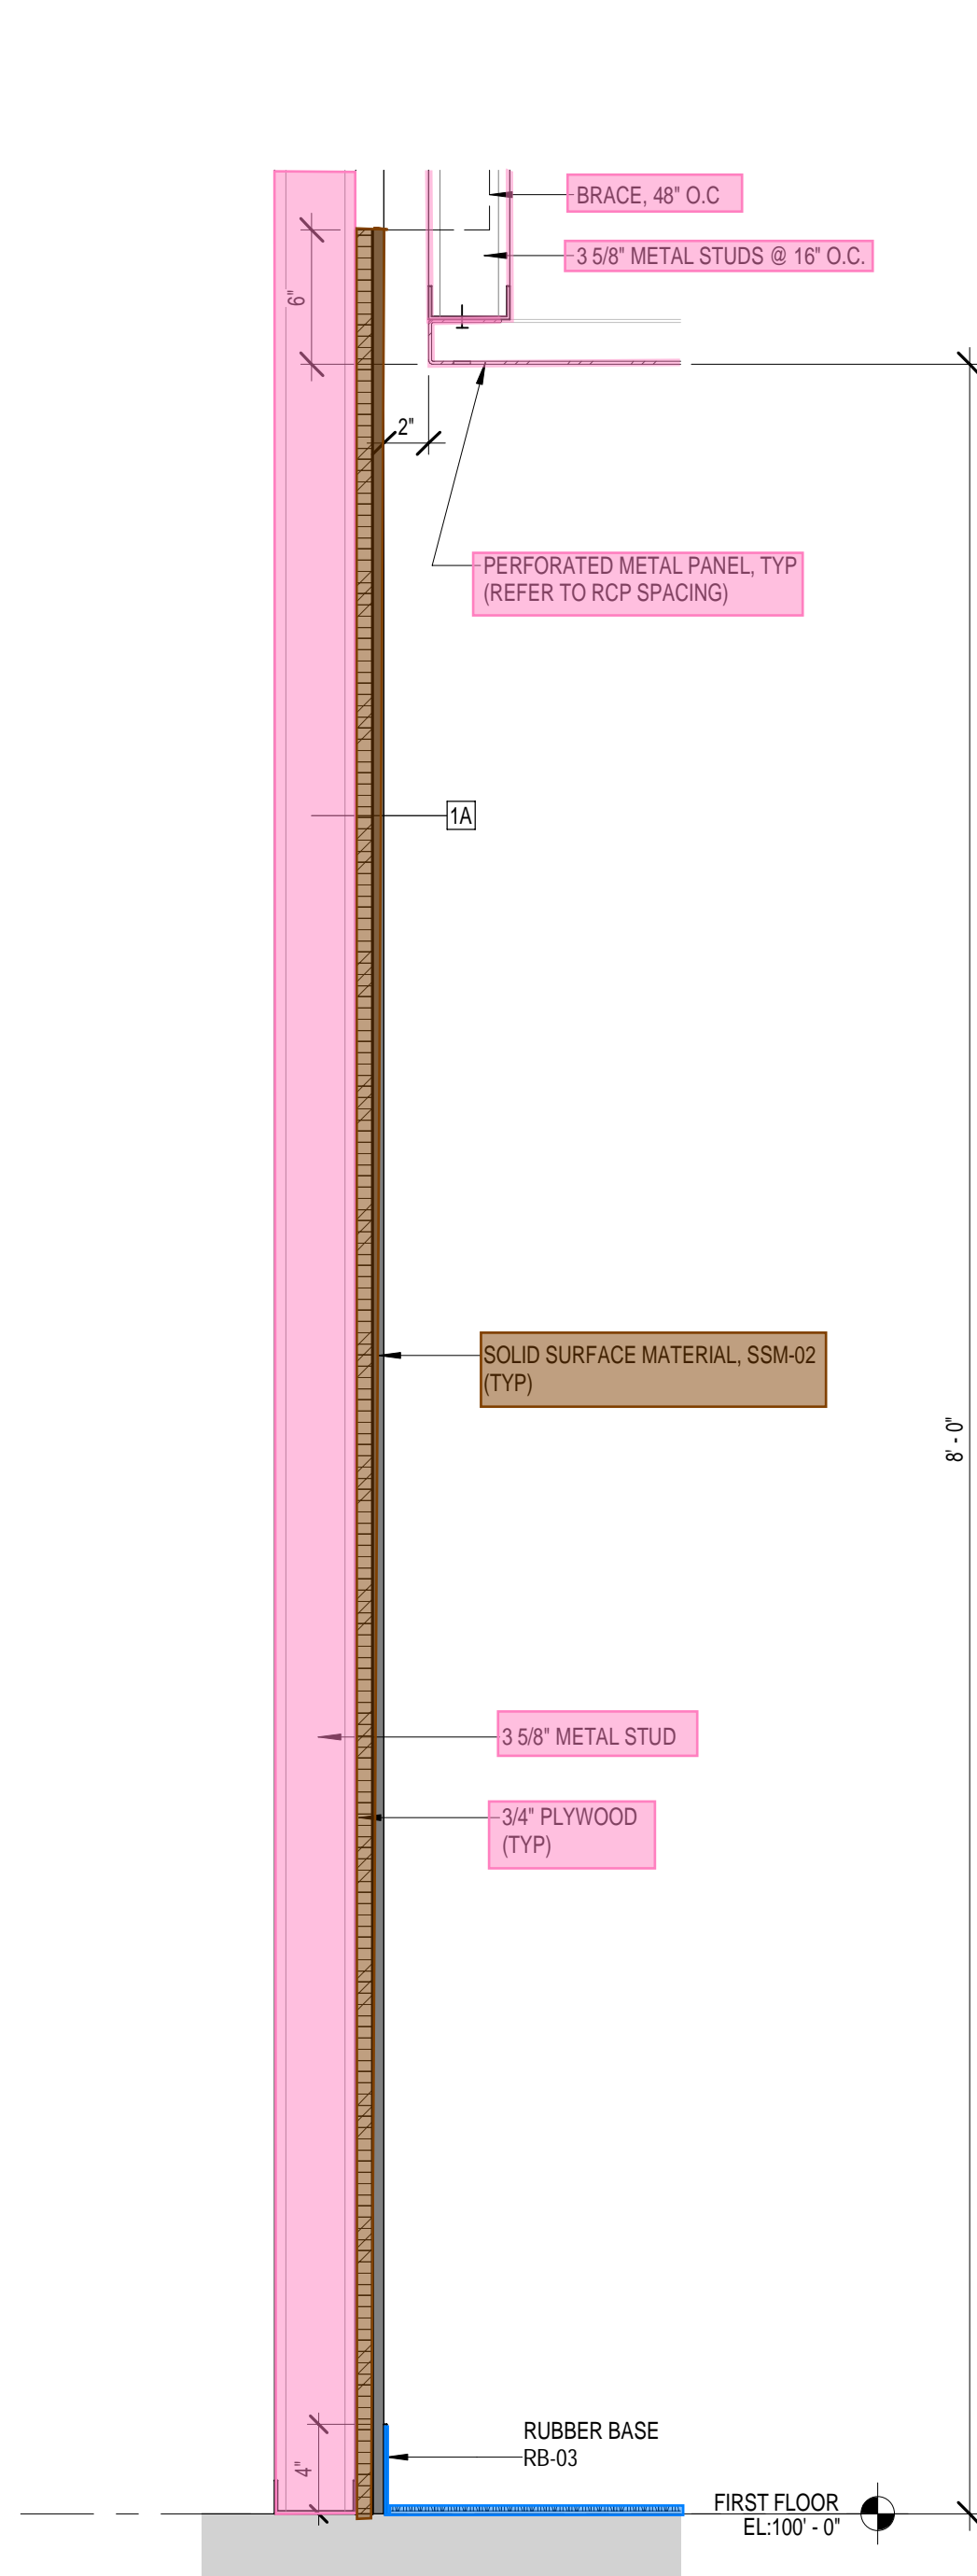 BRACE, 48" O.C
3 5/8" METAL STUDS @ 16" O.C.
6"
2"
PERFORATED METAL PANEL, TYP
(REFER TO RCP SPACING)
1A
SOLID SURFACE MATERIAL, SSM-02
(TYP)
8' - 0"
3 5/8" METAL STUD
3/4" PLYWOOD
(TYP)
RUBBER BASE
RB-03
4"
FIRST FLOOR
EL:100' - 0"